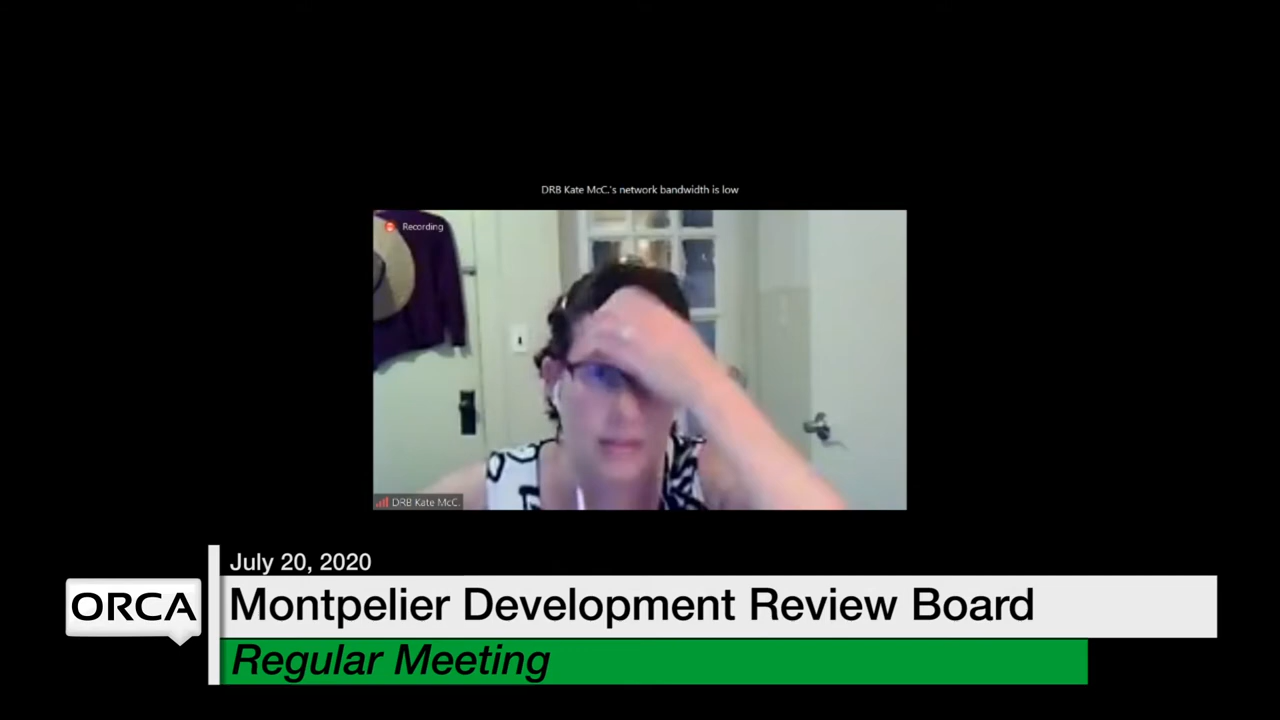 DRB Kate McC.'s network bandwidth is low
Recording
DRB Kate McC.
July 20, 2020
ORCA
Montpelier Development Review Board
Regular Meeting